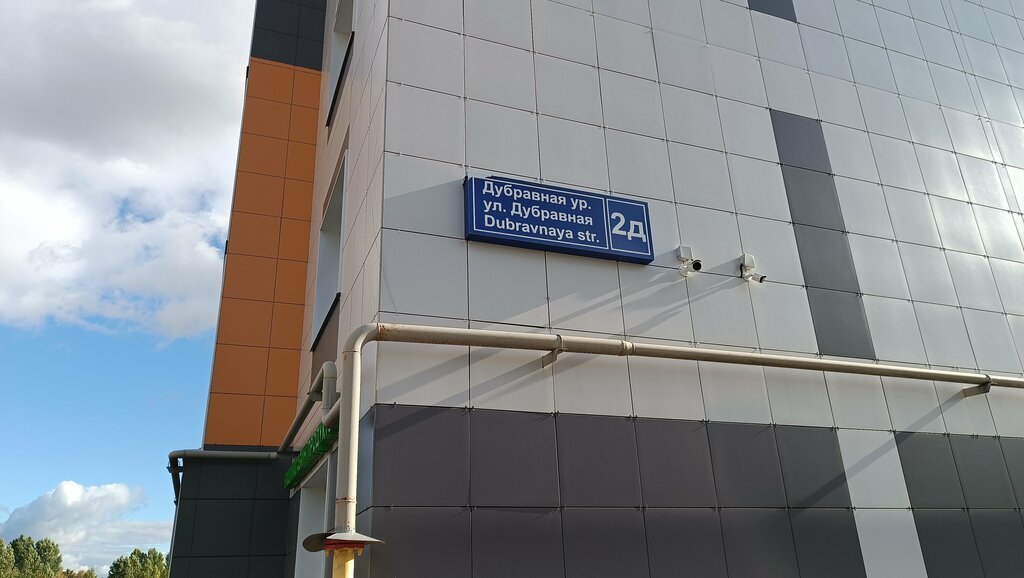 Дубравная ур.
ул. Дубравная
Dubravnaya str.
2д